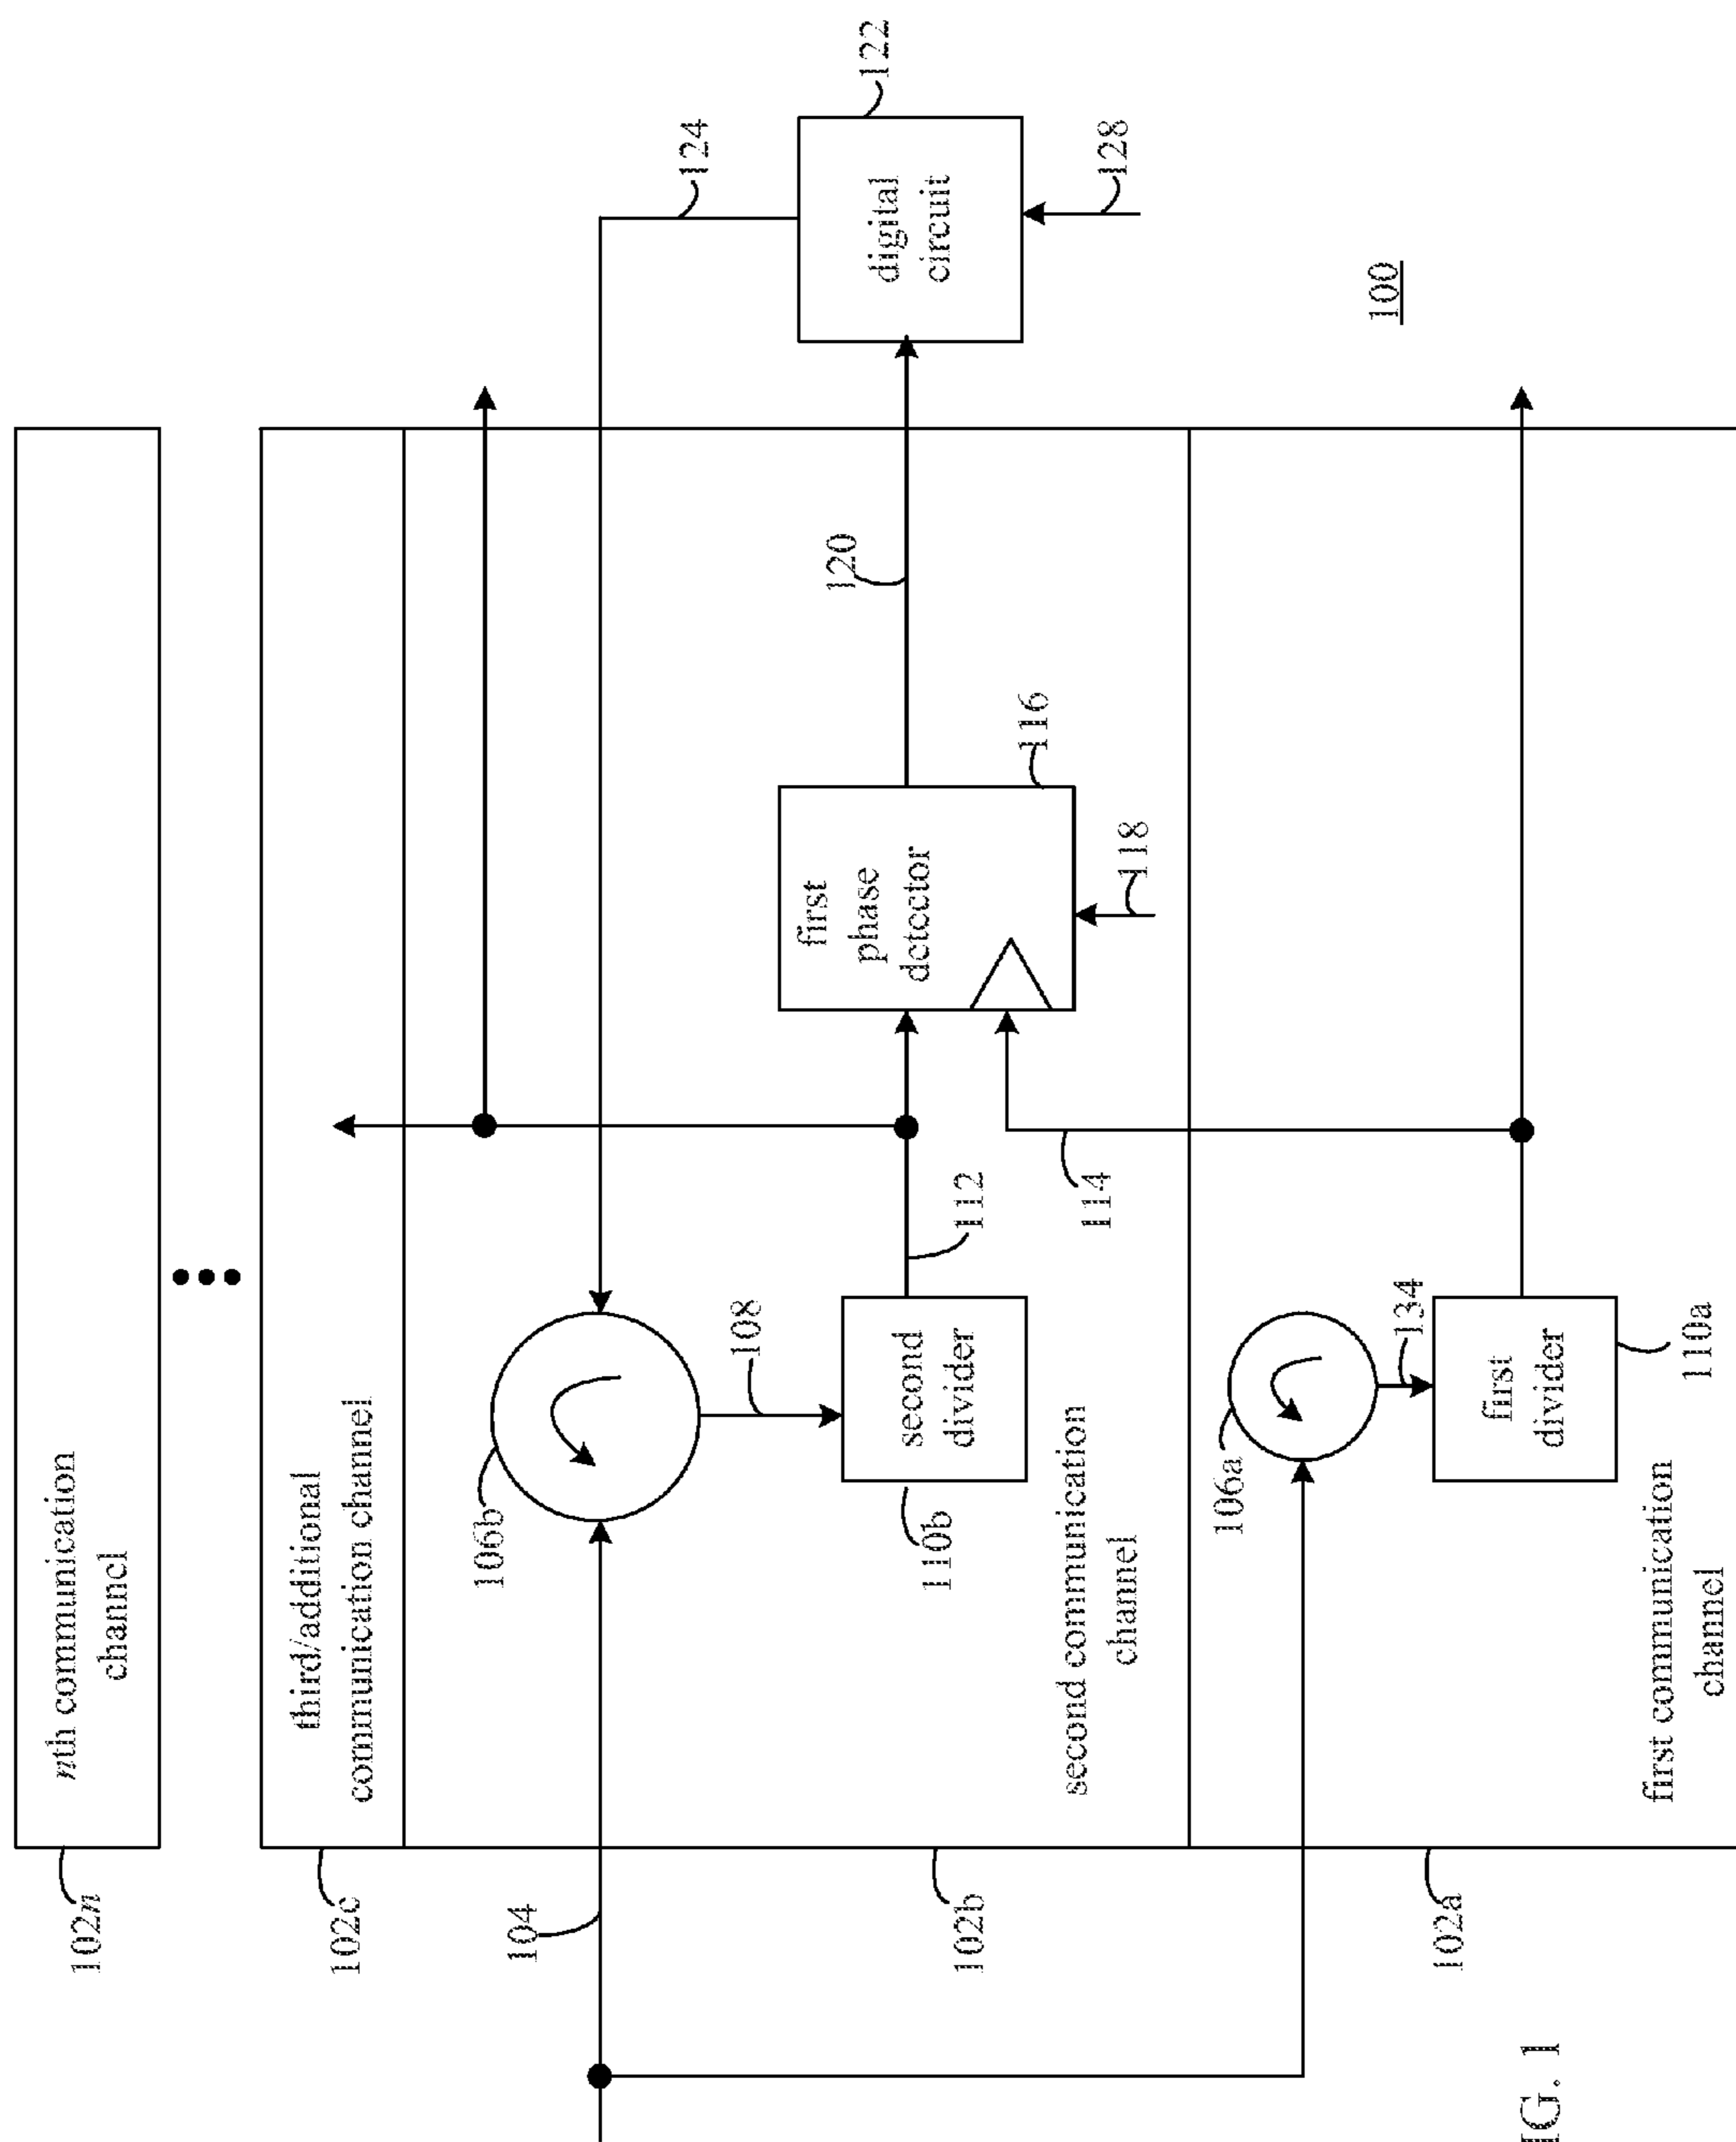 102n
nth communication
channel
102c
third/additional
communication channel
104
106b
108
124
122
digital
circuit
128
second
divider
110b
112
first
phase
detector
116
118
120
114
102b
second communication
channel
106a
134
first
divider
110a
102a
first communication
channel
100
IG. 1